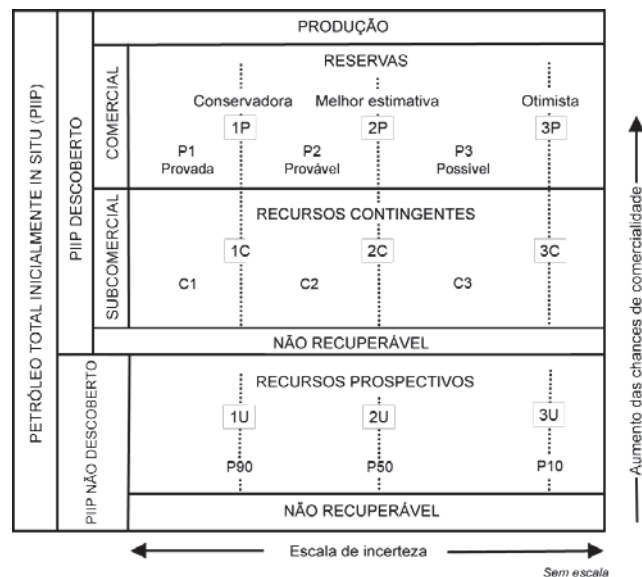 PETRÓLEO TOTAL INICIALMENTE IN SITU (PIIP)
PIIP DESCOBERTO
COMERCIAL
PRODUÇÃO
RESERVAS
Conservadora Melhor estimativa Otimista
1P 2P 3P
P1 P2 P3
Provada Provável Possível
SUBCOMERCIAL
RECURSOS CONTINGENTES
1C 2C 3C
C1 C2 C3
NÃO RECUPERÁVEL
PIIP NÃO DESCOBERTO
RECURSOS PROSPECTIVOS
1U 2U 3U
P90 P50 P10
NÃO RECUPERÁVEL
Aumento das chances de comercialidade
Escala de incerteza
Sem escala